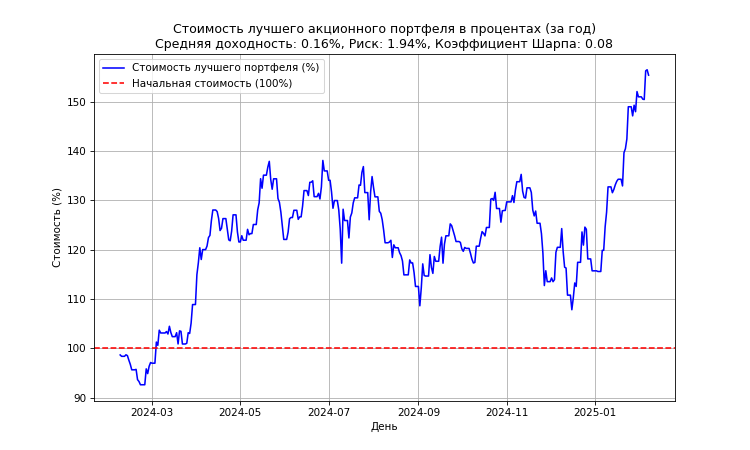 Стоимость лучшего акционного портфеля в процентах (за год)
Средняя доходность: 0.16%, Риск: 1.94%, Коэффициент Шарпа: 0.08
Стоимость лучшего портфеля (%)
Начальная стоимость (100%)
Стоимость (%)
150
140
130
120
110
100
90
2024-03 2024-05 2024-07 2024-09 2024-11 2025-01
День